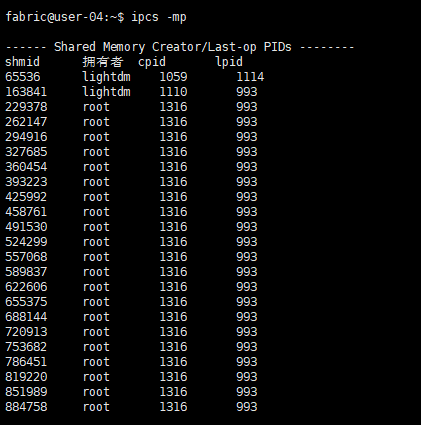 fabric@user-04:~$ ipcs -mp
------ Shared Memory Creator/Last-op PIDs --------
shmid 拥有者 cpid lpid
65536 lightdm 1059 1114
163841 lightdm 1110 993
229378 root 1316 993
262147 root 1316 993
294916 root 1316 993
327685 root 1316 993
360454 root 1316 993
393223 root 1316 993
425992 root 1316 993
458761 root 1316 993
491530 root 1316 993
524299 root 1316 993
557068 root 1316 993
589837 root 1316 993
622606 root 1316 993
655375 root 1316 993
688144 root 1316 993
720913 root 1316 993
753682 root 1316 993
786451 root 1316 993
819220 root 1316 993
851989 root 1316 993
884758 root 1316 993